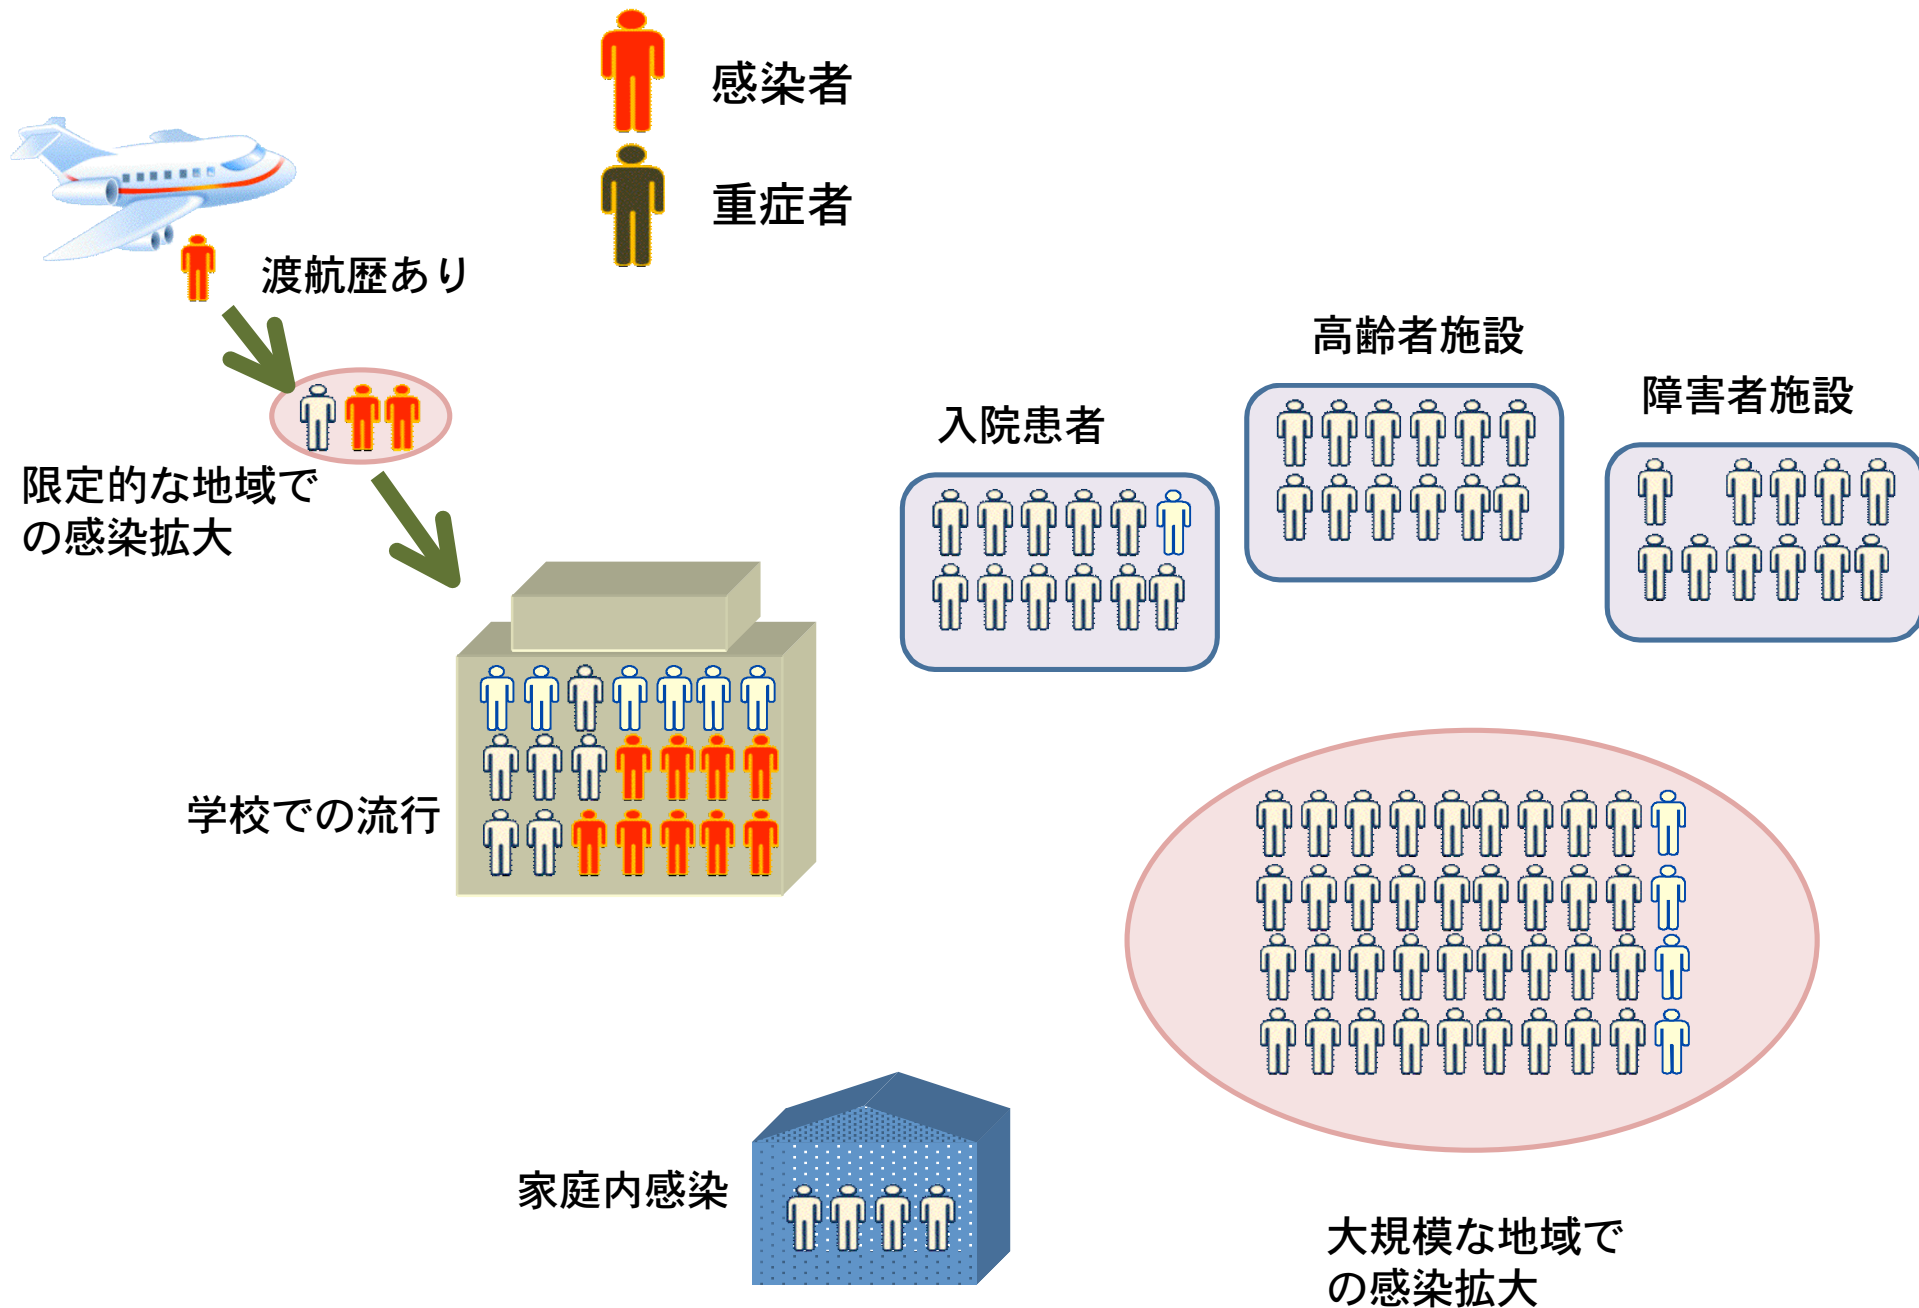 感染者
重症者
渡航歴あり
限定的な地域で
の感染拡大
高齢者施設
障害者施設
入院患者
学校での流行
家庭内感染
大規模な地域で
の感染拡大